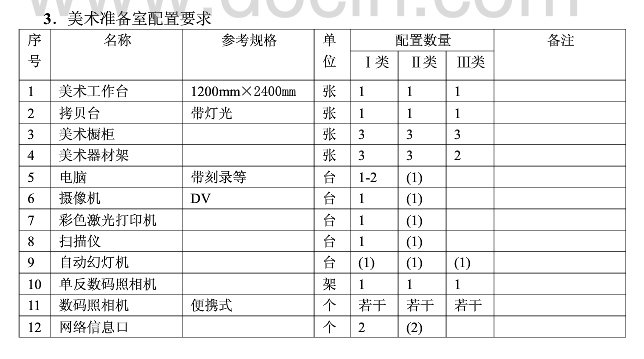 www.docin.com
3．美术准备室配置要求
序号 名称 参考规格 单位 配置数量 备注
Ⅰ类 Ⅱ类 Ⅲ类
1 美术工作台 1200mm×2400mm 张 1 1 1
2 拷贝台 带灯光 张 1 1 1
3 美术橱柜 张 3 3 3
4 美术器材架 张 3 3 2
5 电脑 带刻录等 台 1-2 (1)
6 摄像机 DV 台 1 (1)
7 彩色激光打印机 台 1 (1)
8 扫描仪 台 1 (1)
9 自动幻灯机 台 (1) (1) (1)
10 单反数码照相机 架 1 1 1
11 数码照相机 便携式 个 若干 若干 若干
12 网络信息口 个 2 (2)